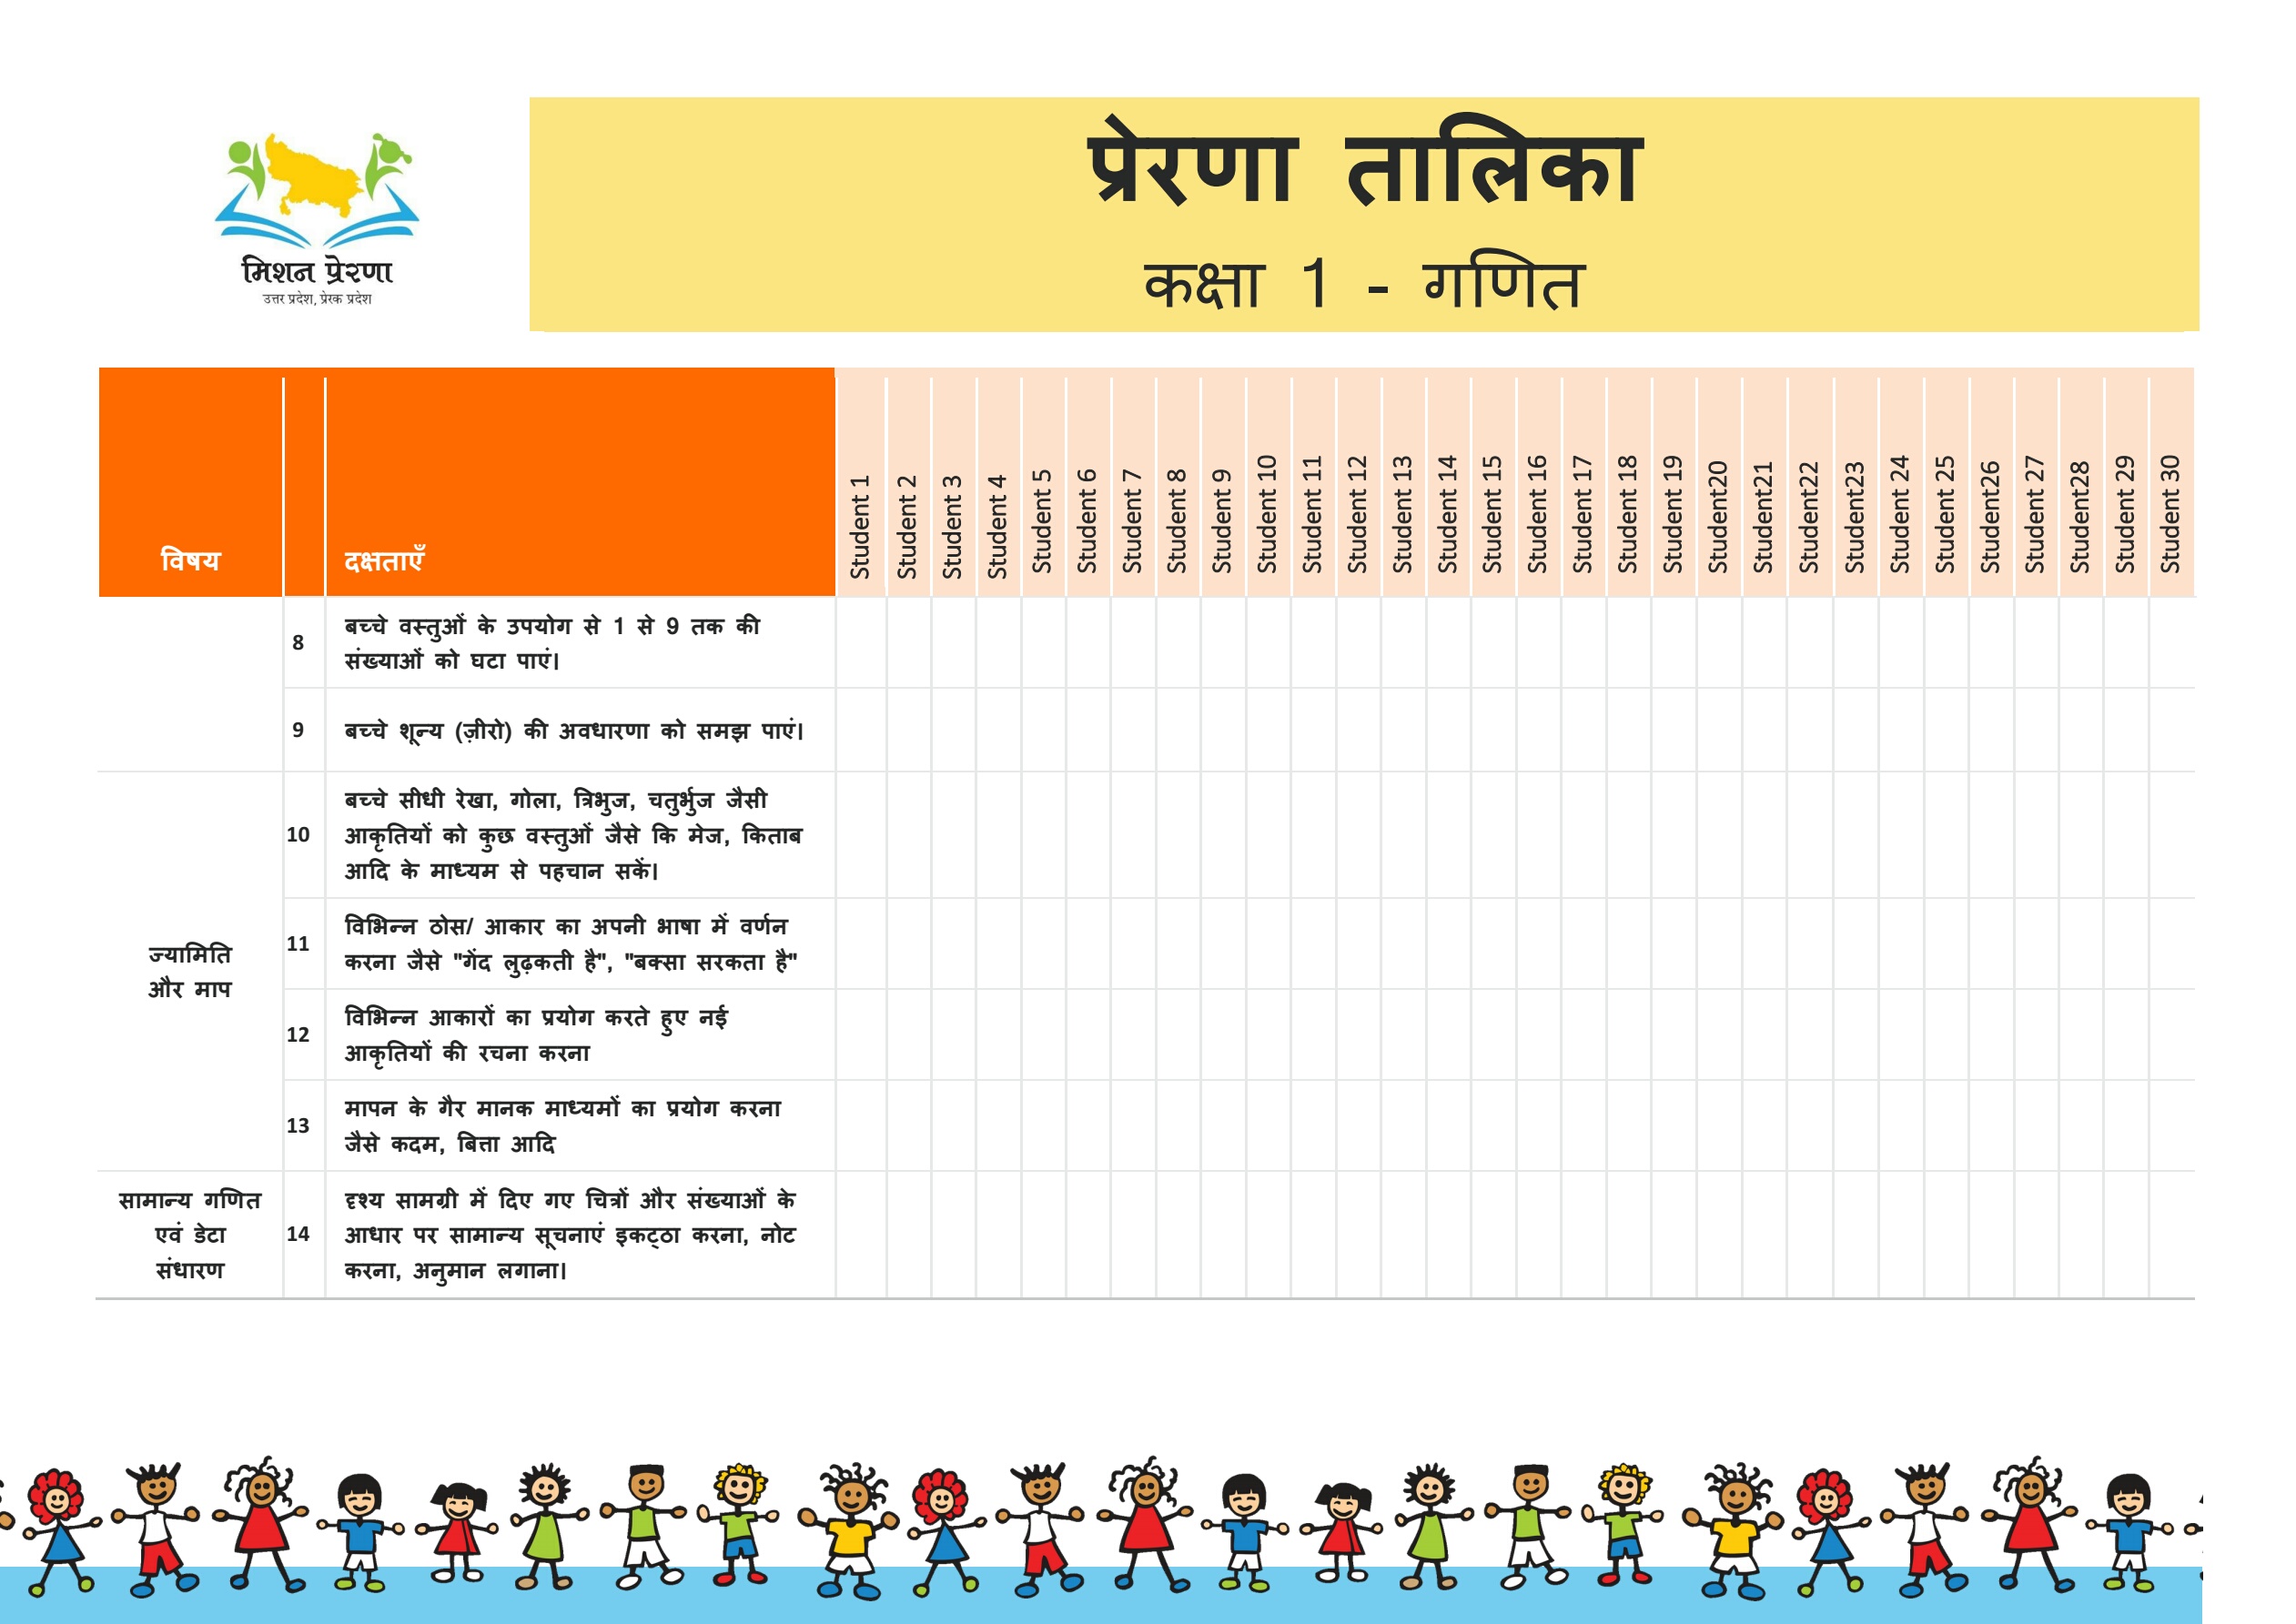 प्रेरणा तालिका
कक्षा 1 - गणित
मिशन प्रेरणा
उत्तर प्रदेश, प्रेरक प्रदेश
विषय
दक्षताएँ
Student 1
Student 2
Student 3
Student 4
Student 5
Student 6
Student 7
Student 8
Student 9
Student 10
Student 11
Student 12
Student 13
Student 14
Student 15
Student 16
Student 17
Student 18
Student 19
Student20
Student21
Student22
Student23
Student 24
Student 25
Student26
Student 27
Student28
Student 29
Student 30
8
बच्चे वस्तुओं के उपयोग से 1 से 9 तक की
संख्याओं को घटा पाएं।
9
बच्चे शून्य (ज़ीरो) की अवधारणा को समझ पाएं।
ज्यामिति
और माप
10
बच्चे सीधी रेखा, गोला, त्रिभुज, चतुर्भुज जैसी
आकृतियों को कुछ वस्तुओं जैसे कि मेज, किताब
आदि के माध्यम से पहचान सकें।
11
विभिन्न ठोस/ आकार का अपनी भाषा में वर्णन
करना जैसे "गेंद लुढ़कती है", "बक्सा सरकता है"
12
विभिन्न आकारों का प्रयोग करते हुए नई
आकृतियों की रचना करना
13
मापन के गैर मानक माध्यमों का प्रयोग करना
जैसे कदम, बित्ता आदि
सामान्य गणित
एवं डेटा
संधारण
14
दृश्य सामग्री में दिए गए चित्रों और संख्याओं के
आधार पर सामान्य सूचनाएं इकट्ठा करना, नोट
करना, अनुमान लगाना।